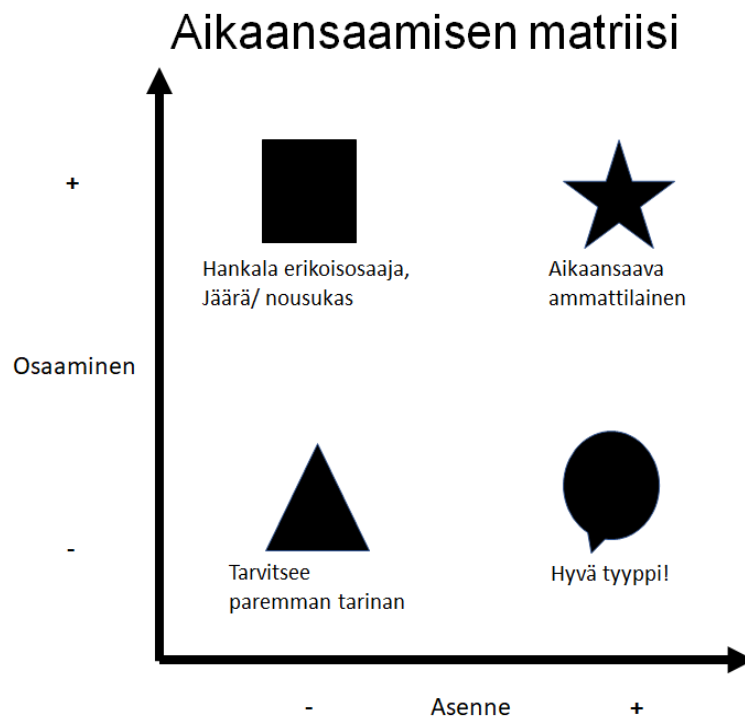 Aikaansaamisen matriisi
+
Hankala erikoisosaaja,
Jäärä/ nousukas
Aikaansaava
ammattilainen
Osaaminen
-
Tarvitsee
paremman tarinan
Hyvä tyyppi!
- Asenne +